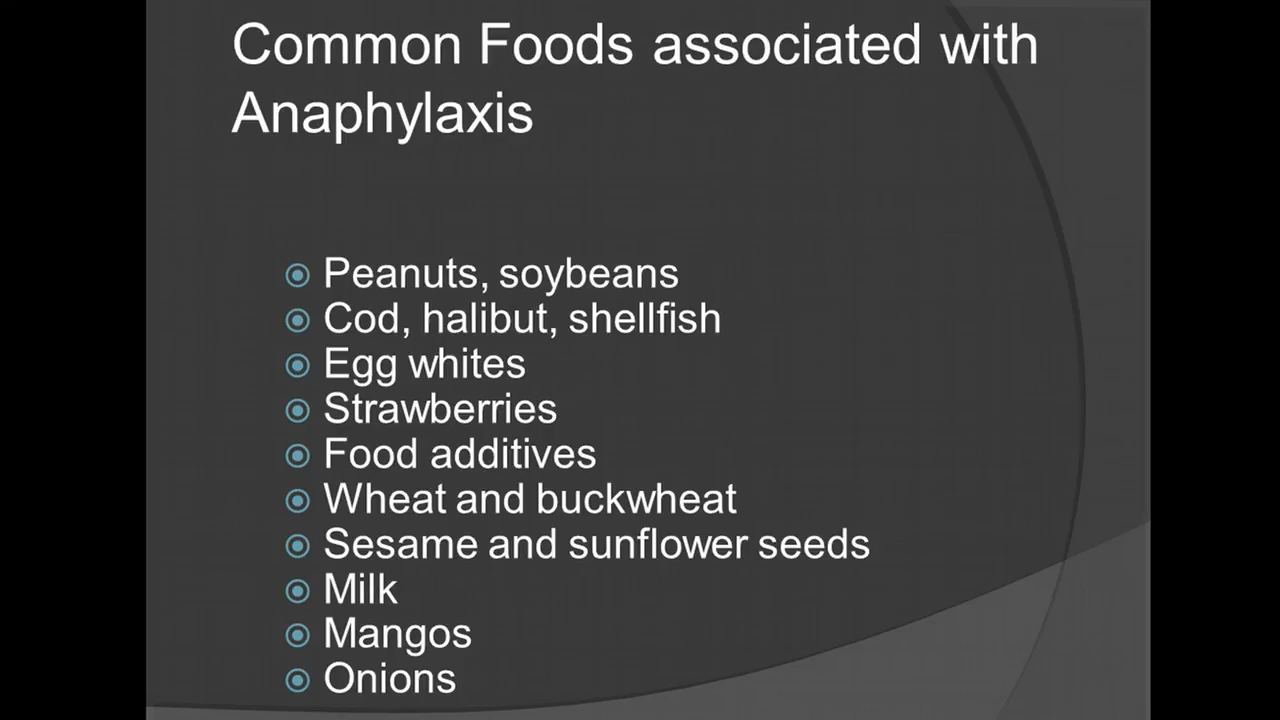 Common Foods associated with
Anaphylaxis
Peanuts, soybeans
Cod, halibut, shellfish
Egg whites
Strawberries
Food additives
Wheat and buckwheat
Sesame and sunflower seeds
Milk
Mangos
Onions